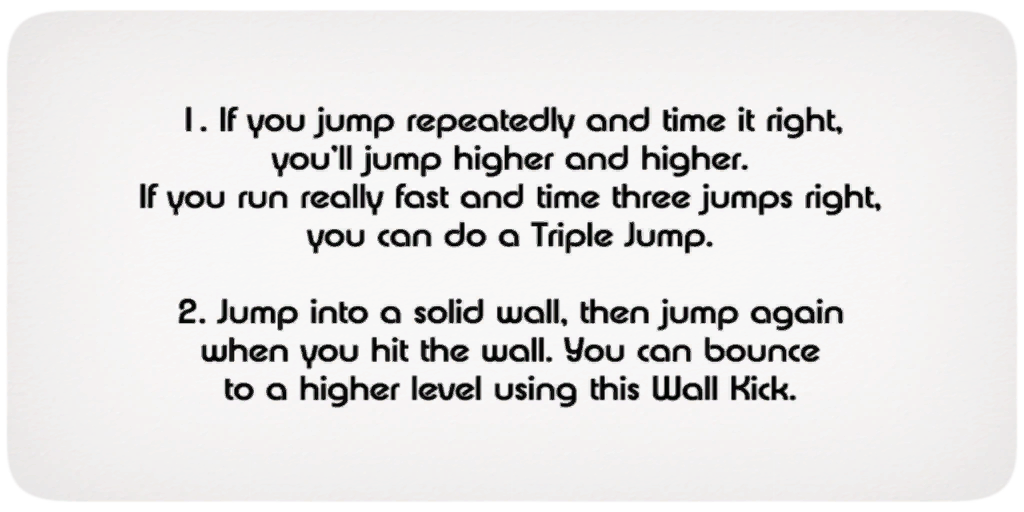 1. If you jump repeatedly and time it right,
you'll jump higher and higher.
If you run really fast and time three jumps right,
you can do a Triple Jump.
2. Jump into a solid wall, then jump again
when you hit the wall. You can bounce
to a higher level using this Wall Kick.